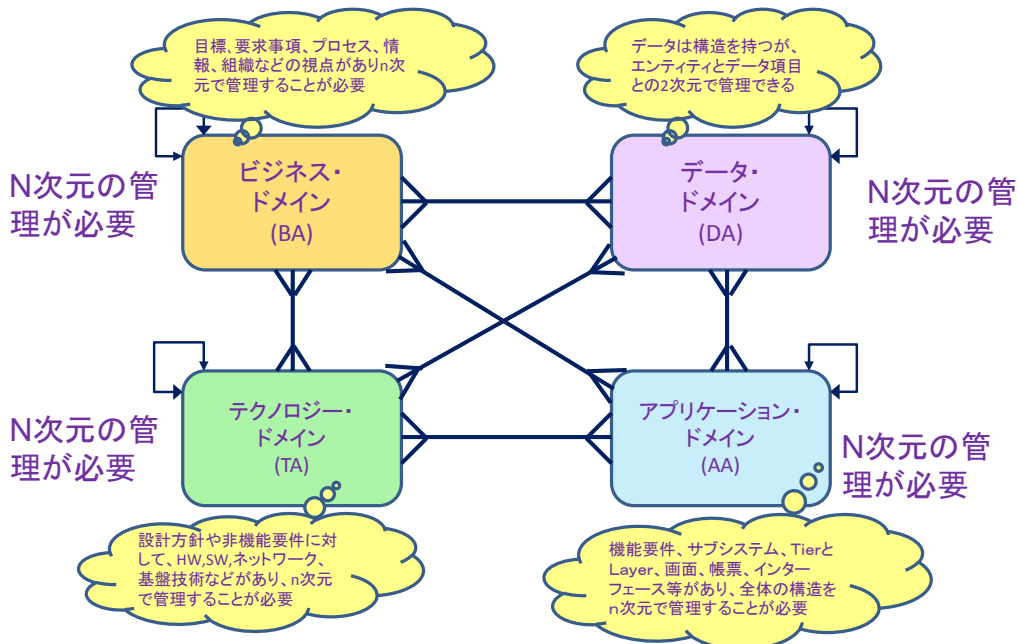 目標、要求事項、プロセス、情
報、組織などの視点がありn次
元で管理することが必要
データは構造を持つが、
エンティティとデータ項目
との2次元で管理できる
N次元の管
理が必要
ビジネス・
ドメイン
(BA)
データ・
ドメイン
(DA)
N次元の管
理が必要
N次元の管
理が必要
テクノロジー・
ドメイン
(TA)
アプリケーション・
ドメイン
(AA)
N次元の管
理が必要
設計方針や非機能要件に対
して、HW,SW,ネットワーク、
基盤技術などがあり、n次元
で管理することが必要
機能要件、サブシステム、Tierと
Layer、画面、帳票、インター
フェース等があり、全体の構造を
n次元で管理することが必要